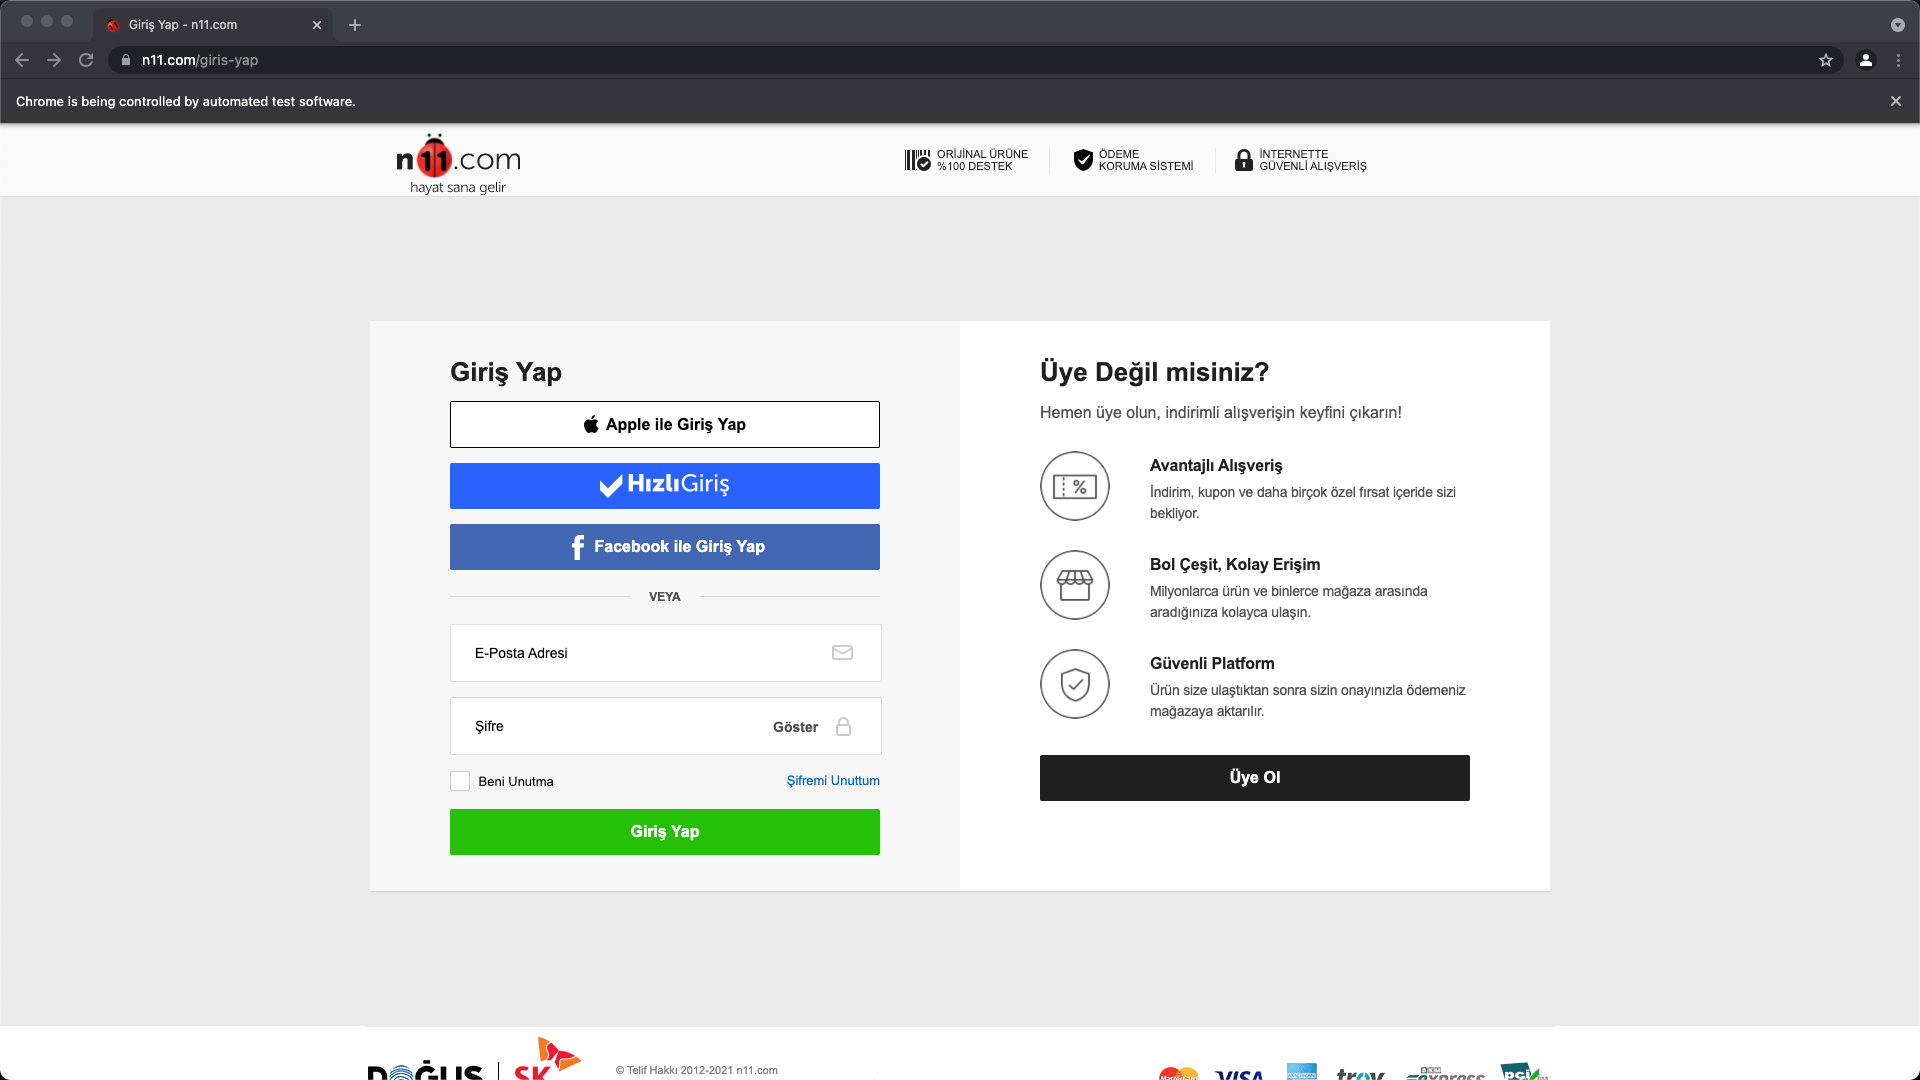 Giriş Yap - n11.com
n11.com/giris-yap
Chrome is being controlled by automated test software.
n11.com
hayat sana gelir
ORİJİNAL ÜRÜNE
%100 DESTEK
ÖDEME
KORUMA SİSTEMİ
İNTERNETTE
GÜVENLİ ALIŞVERİŞ
Giriş Yap
Apple ile Giriş Yap
HızlıGiriş
Facebook ile Giriş Yap
VEYA
E-Posta Adresi
Şifre
Göster
Beni Unutma
Şifremi Unuttum
Giriş Yap
Üye Değil misiniz?
Hemen üye olun, indirimli alışverişin keyfini çıkarın!
%
Avantajlı Alışveriş
İndirim, kupon ve daha birçok özel fırsat içeride sizi
bekliyor.
Bol Çeşit, Kolay Erişim
Milyonlarca ürün ve binlerce mağaza arasında
aradığınıza kolayca ulaşın.
Güvenli Platform
Ürün size ulaştıktan sonra sizin onayınızla ödemeniz
mağazaya aktarılır.
Üye Ol
DOĞUŞ
SK
© Telif Hakkı 2012-2021 n11.com
MasterCard
VISA
AMERICAN
troy
BKM
express
PCI